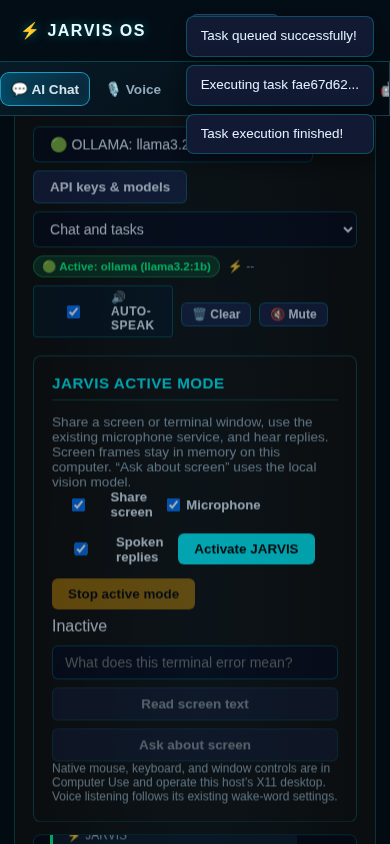 ⚡ JARVIS OS
Task queued successfully!
Executing task fae67d62...
Task execution finished!
💬 AI Chat
🎙️ Voice
🟢 OLLAMA: llama3.2
API keys & models
Chat and tasks
🟢 Active: ollama (llama3.2:1b)
⚡ --
🔊
AUTO-
SPEAK
🗑️ Clear
🔇 Mute
JARVIS ACTIVE MODE
Share a screen or terminal window, use the
existing microphone service, and hear replies.
Screen frames stay in memory on this
computer. “Ask about screen” uses the local
vision model.
Share
screen
Microphone
Spoken
replies
Activate JARVIS
Stop active mode
Inactive
What does this terminal error mean?
Read screen text
Ask about screen
Native mouse, keyboard, and window controls are in
Computer Use and operate this host's X11 desktop.
Voice listening follows its existing wake-word settings.
⚡ JARVIS